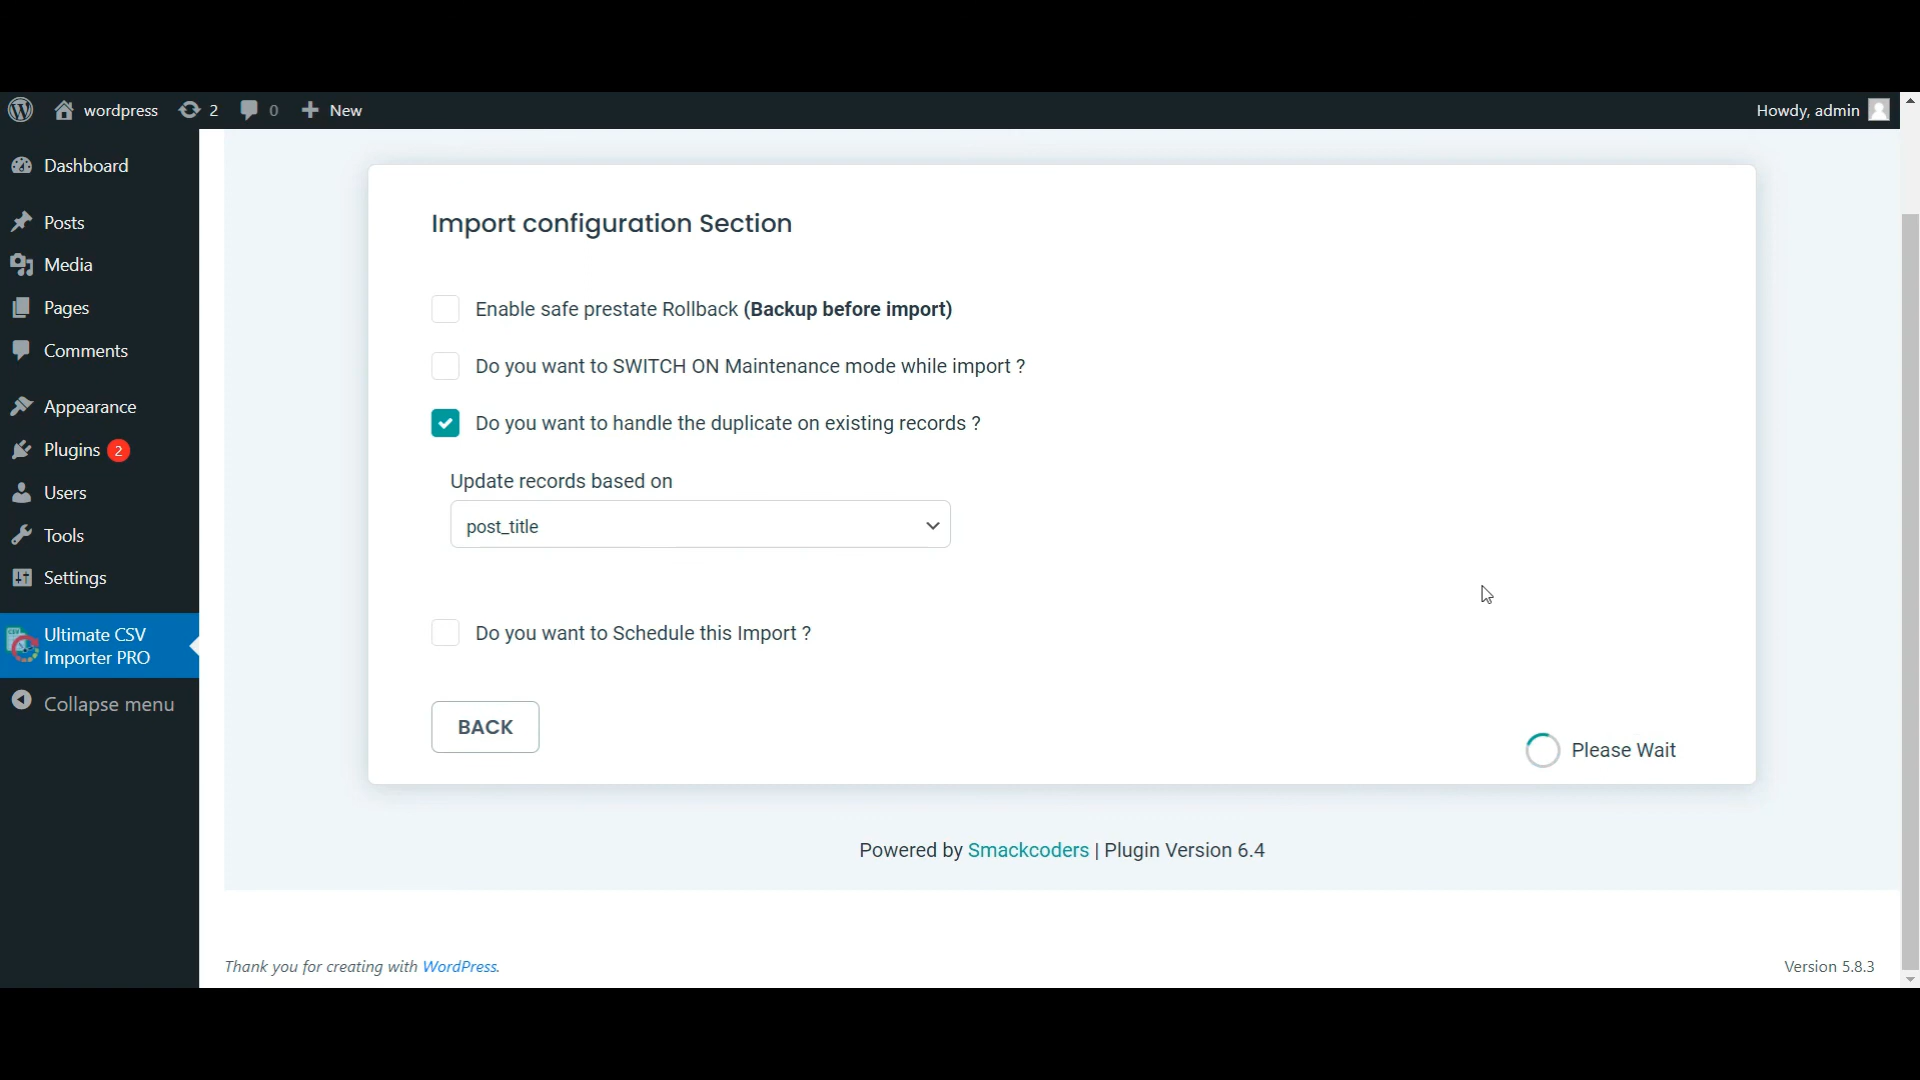 wordpress 2 0 New Howdy, admin
Dashboard
Posts
Media
Pages
Comments
Appearance
Plugins 2
Users
Tools
Settings
Ultimate CSV
Importer PRO
Collapse menu
Import configuration Section
Enable safe prestate Rollback (Backup before import)
Do you want to SWITCH ON Maintenance mode while import ?
Do you want to handle the duplicate on existing records ?
Update records based on
post_title
Do you want to Schedule this Import ?
BACK
Please Wait
Powered by Smackcoders | Plugin Version 6.4
Thank you for creating with WordPress.
Version 5.8.3